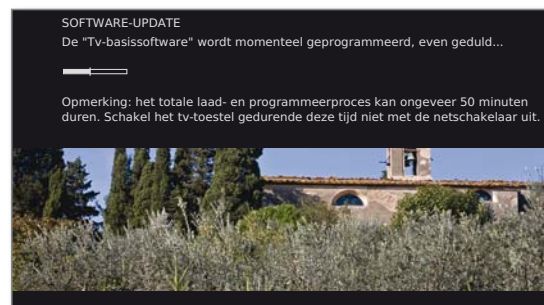 SOFTWARE-UPDATE
De "Tv-basissoftware" wordt momenteel geprogrammeerd, even geduld...
Opmerking: het totale laad- en programmeerproces kan ongeveer 50 minuten
duren. Schakel het tv-toestel gedurende deze tijd niet met de netschakelaar uit.